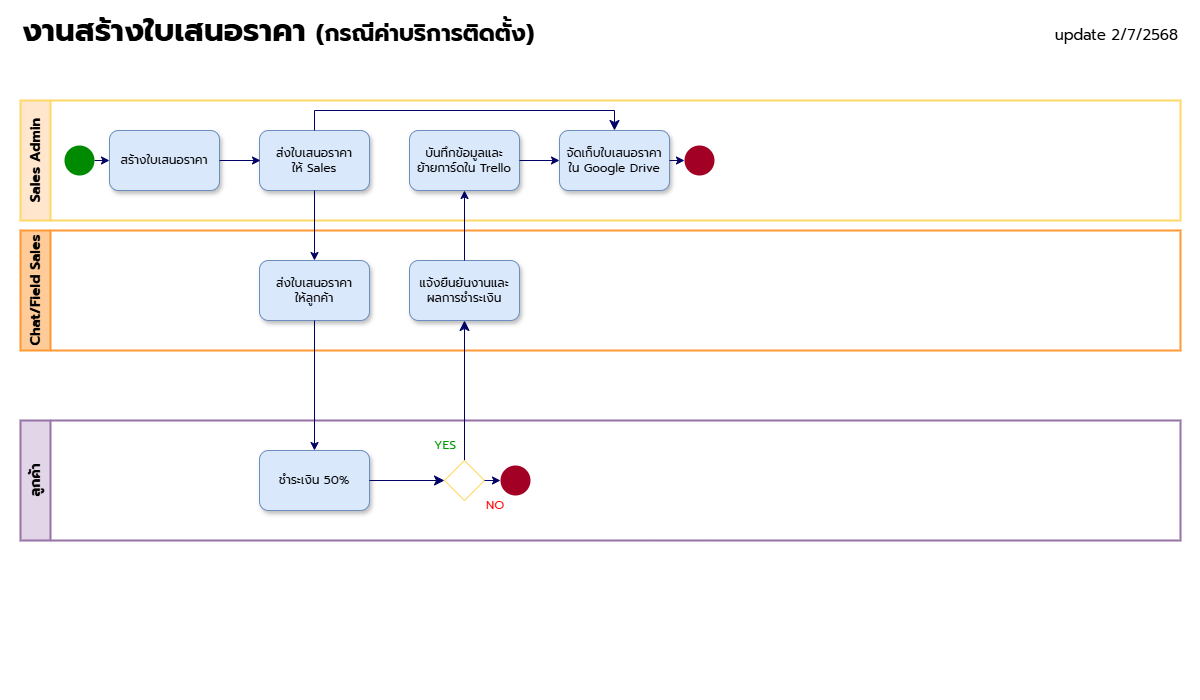 งานสร้างใบเสนอราคา (กรณีค่าบริการติดตั้ง)
update 2/7/2568
Sales Admin
สร้างใบเสนอราคา
ส่งใบเสนอราคา
ให้ Sales
บันทึกข้อมูลและ
ย้ายการ์ดใน Trello
จัดเก็บใบเสนอราคา
ใน Google Drive
Chat/Field Sales
ส่งใบเสนอราคา
ให้ลูกค้า
แจ้งยืนยันงานและ
ผลการชำระเงิน
ลูกค้า
ชำระเงิน 50%
YES
NO